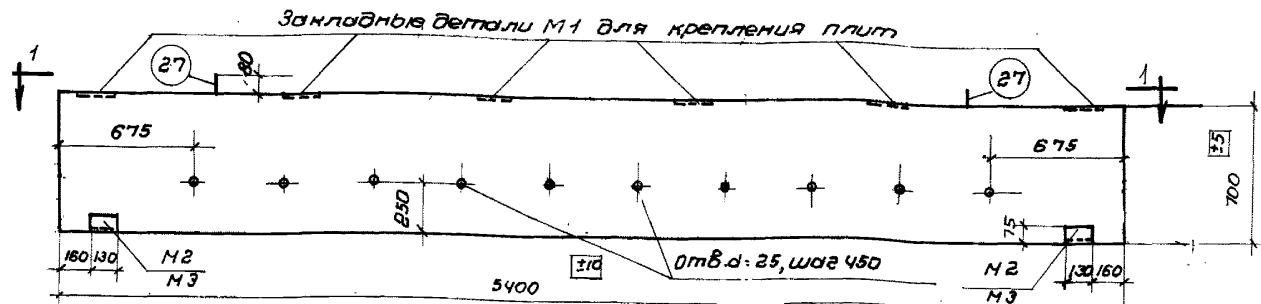 Закладные детали М1 для крепления плит
1
27
80
27
1
675
675
±5
700
250
75
160
130
М2
М3
±10
Отв.d=25, шаг 450
М2
М3
130
160
5400